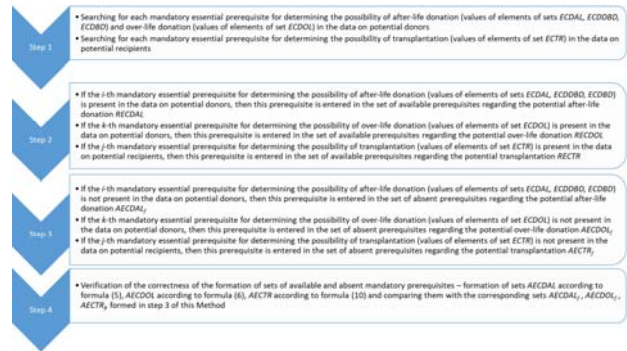 Step 1
• Searching for each mandatory essential prerequisite for determining the possibility of after-life donation (values of elements of sets ECDAL, ECDDBD,
ECDBD) and over-life donation (values of elements of set ECDOL) in the data on potential donors
• Searching for each mandatory essential prerequisite for determining the possibility of transplantation (values of elements of set ECTR) in the data on
potential recipients
Step 2
• If the i-th mandatory essential prerequisite for determining the possibility of after-life donation (values of elements of sets ECDAL, ECDDBD, ECDBD)
is present in the data on potential donors, then this prerequisite is entered in the set of available prerequisites regarding the potential after-life
donation RECDAL
• If the k-th mandatory essential prerequisite for determining the possibility of over-life donation (values of elements of set ECDOL) is present in the
data on potential donors, then this prerequisite is entered in the set of available prerequisites regarding the potential over-life donation RECDOL
• If the j-th mandatory essential prerequisite for determining the possibility of transplantation (values of elements of set ECTR) is present in the data
on potential recipients, then this prerequisite is entered in the set of available prerequisites regarding the potential transplantation RECTR
Step 3
• If the i-th mandatory essential prerequisite for determining the possibility of after-life donation (values of elements of sets ECDAL, ECDDBD, ECDBD)
is not present in the data on potential donors, then this prerequisite is entered in the set of absent prerequisites regarding the potential after-life
donation AECDALf
• If the k-th mandatory essential prerequisite for determining the possibility of over-life donation (values of elements of set ECDOL) is not present in
the data on potential donors, then this prerequisite is entered in the set of absent prerequisites regarding the potential over-life donation AECDOLf
• If the j-th mandatory essential prerequisite for determining the possibility of transplantation (values of elements of set ECTR) is not present in the
data on potential recipients, then this prerequisite is entered in the set of absent prerequisites regarding the potential transplantation AECTRf
Step 4
• Verification of the correctness of the formation of sets of available and absent mandatory prerequisites – formation of sets AECDAL according to
formula (5), AECDOL according to formula (6), AECTR according to formula (10) and comparing them with the corresponding sets AECDALf, AECDOLf,
AECTRf, formed in step 3 of this Method